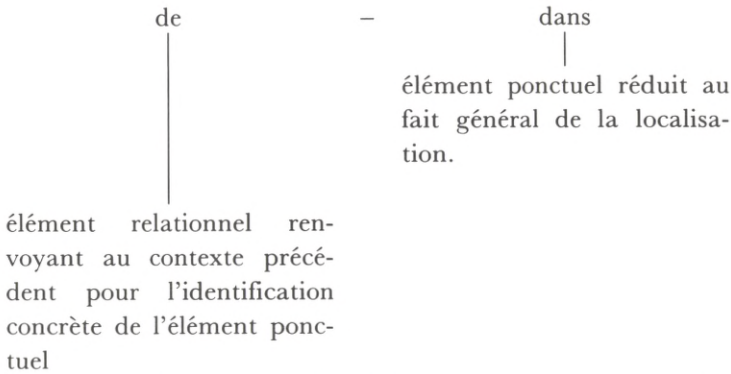 de – dans
élément ponctuel réduit au
fait général de la localisa-
tion.
élément relationnel ren-
voyant au contexte précé-
dent pour l'identification
concrète de l'élément ponc-
tuel